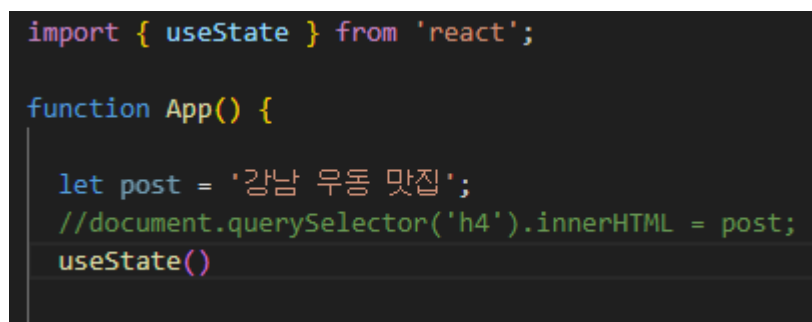 import { useState } from 'react';
function App() {
let post = '강남 우동 맛집';
//document.querySelector('h4').innerHTML = post;
useState()